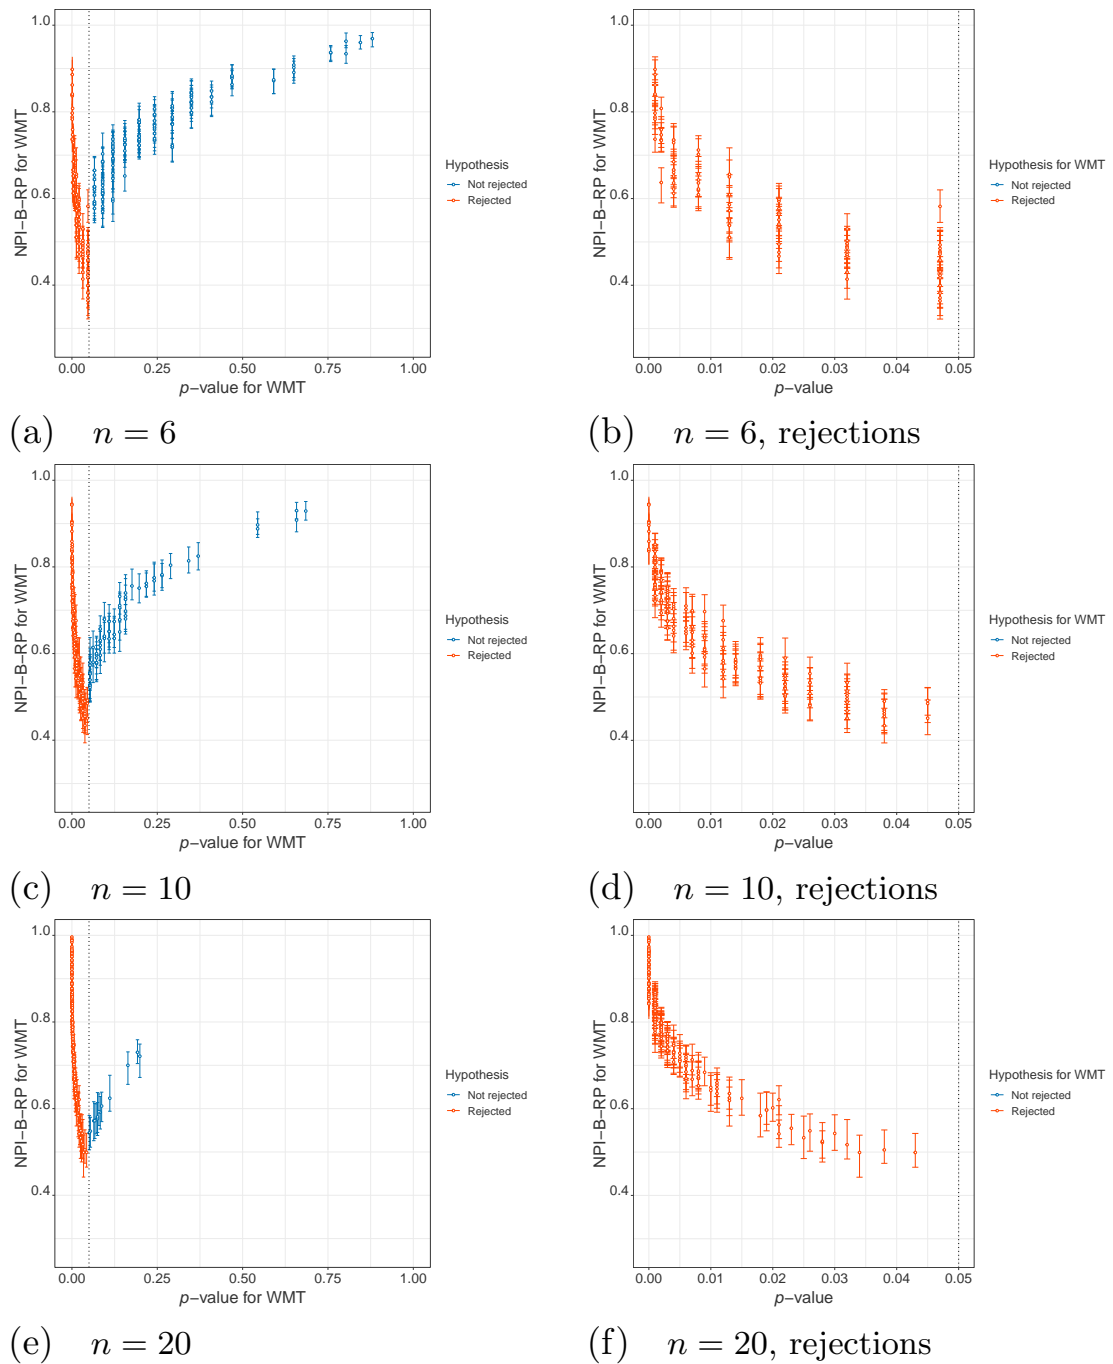 1.0
0.8
0.6
0.4
NPI−B−RP for WMT
0.00 0.25 0.50 0.75 1.00
p−value for WMT
Hypothesis
Not rejected
Rejected
(a) n = 6
1.0
0.8
0.6
0.4
NPI−B−RP for WMT
0.00 0.01 0.02 0.03 0.04 0.05
p−value
Hypothesis for WMT
Not rejected
Rejected
(b) n = 6, rejections
1.0
0.8
0.6
0.4
NPI−B−RP for WMT
0.00 0.25 0.50 0.75 1.00
p−value for WMT
Hypothesis
Not rejected
Rejected
(c) n = 10
1.0
0.8
0.6
0.4
NPI−B−RP for WMT
0.00 0.01 0.02 0.03 0.04 0.05
p−value
Hypothesis for WMT
Not rejected
Rejected
(d) n = 10, rejections
1.0
0.8
0.6
0.4
NPI−B−RP for WMT
0.00 0.25 0.50 0.75 1.00
p−value for WMT
Hypothesis
Not rejected
Rejected
(e) n = 20
1.0
0.8
0.6
0.4
NPI−B−RP for WMT
0.00 0.01 0.02 0.03 0.04 0.05
p−value
Hypothesis for WMT
Not rejected
Rejected
(f) n = 20, rejections